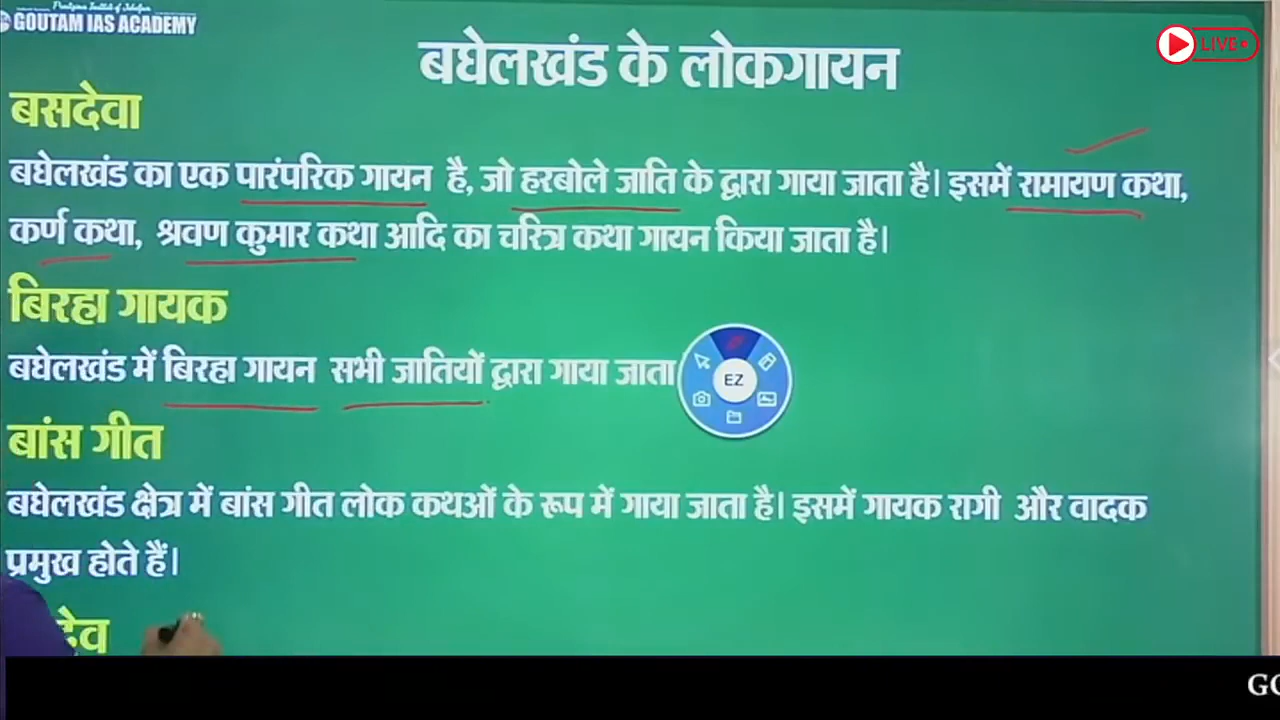 GOUTAM IAS ACADEMY
LIVE
बघेलखंड के लोकगायन
बसदेवा
बघेलखंड का एक पारंपरिक गायन है, जो हरबोले जाति के द्वारा गाया जाता है। इसमें रामायण कथा,
कर्ण कथा, श्रवण कुमार कथा आदि का चरित्र कथा गायन किया जाता है।
बिरहा गायक
बघेलखंड में बिरहा गायन सभी जातियों द्वारा गाया जाता
EZ
बांस गीत
बघेलखंड क्षेत्र में बांस गीत लोक कथओं के रूप में गाया जाता है। इसमें गायक रागी और वादक
प्रमुख होते हैं।
देव
GO